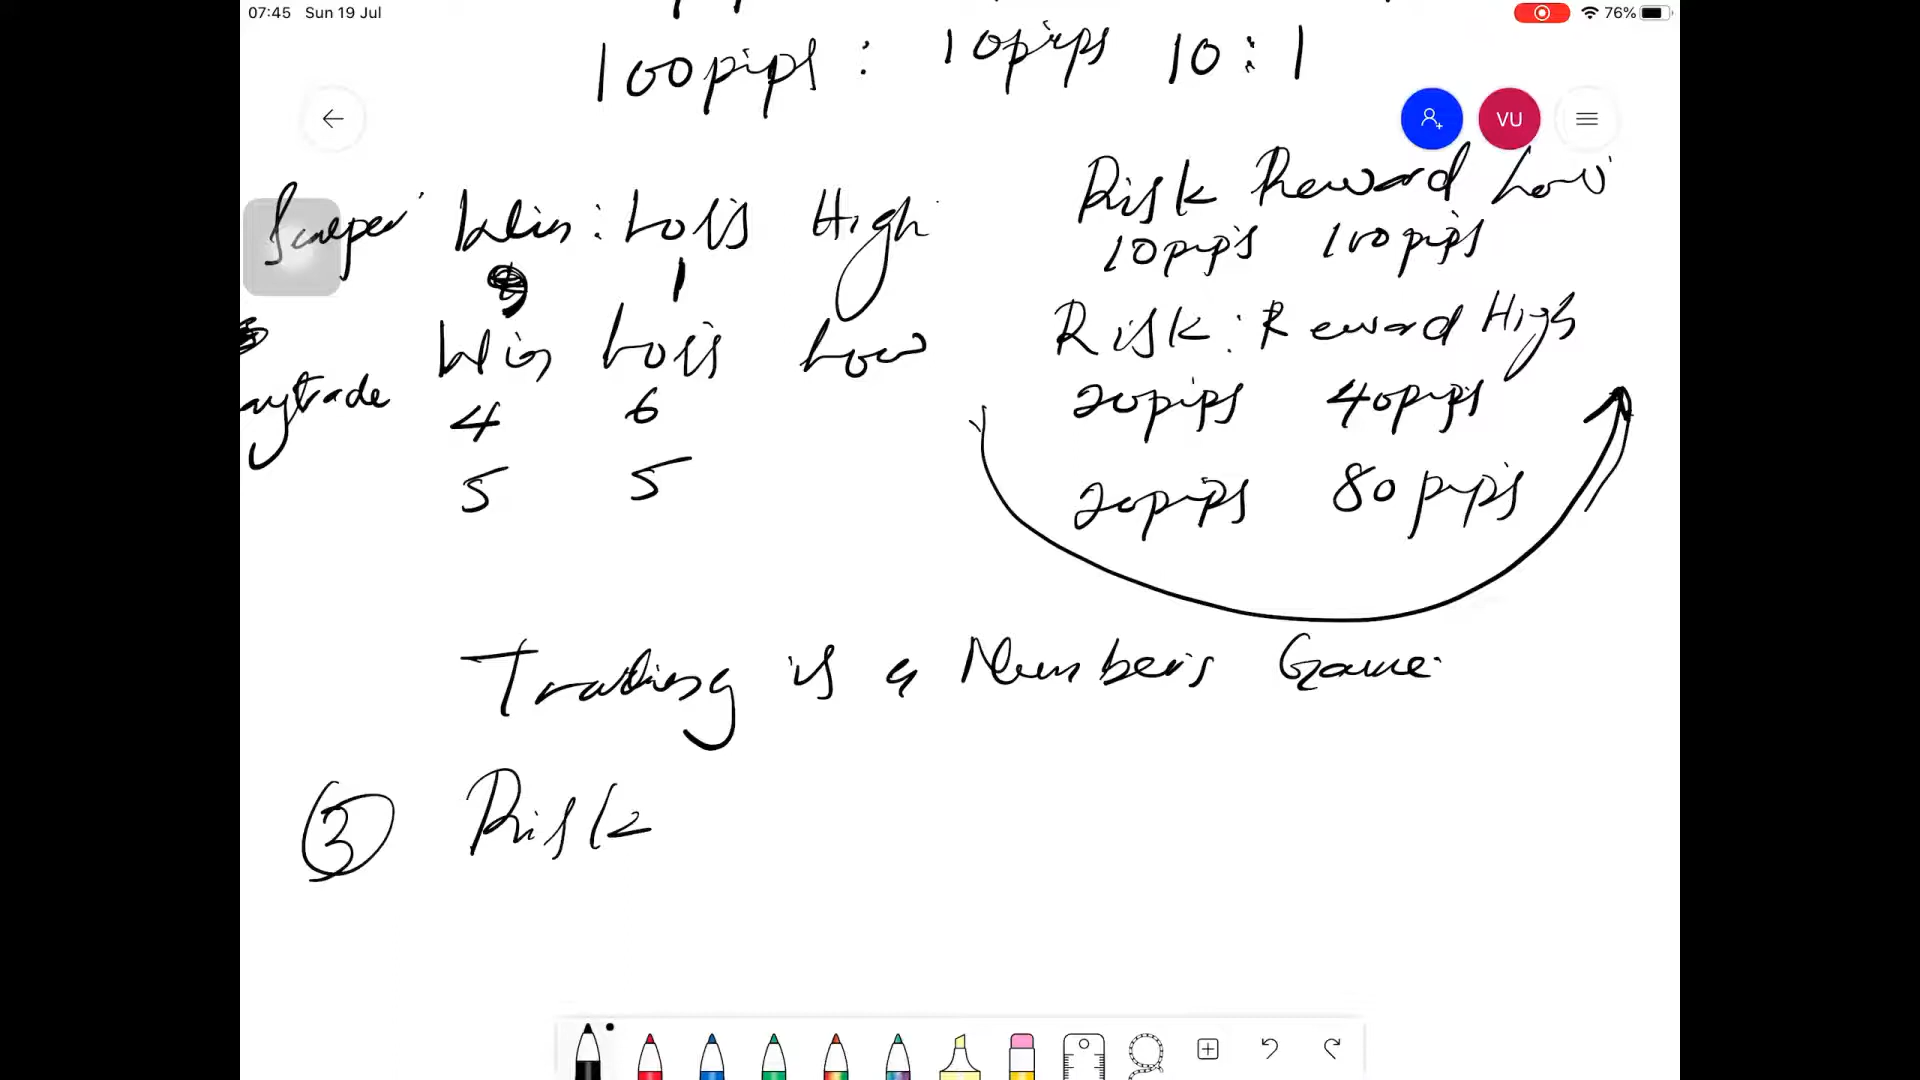 07:45 Sun 19 Jul 76%
100pips : 10pips 10 : 1
VU
Scalper Win : Loss High Risk Reward Low
9 1 10pips 100pips
Win Loss Low Risk : Reward High
aytrade 4 6 20pips 40pips
5 5 20pips 80pips
Trading is a Numbers Game
3 Risk